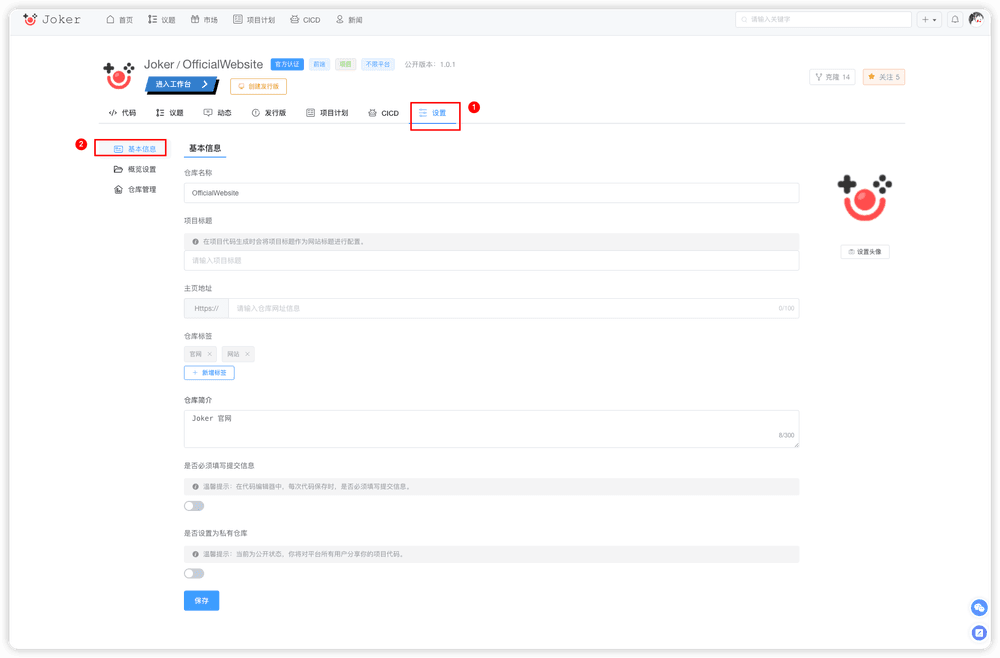 Joker 首页 议题 市场 项目计划 CICD 新闻 请输入关键字
Joker / OfficialWebsite 官方认证 前端 不限平台 公开版本: 1.0.1
进入工作台 创建发行版 克隆 14 关注 5
代码 议题 动态 发行版 项目计划 CICD 设置 1
2 基本信息
概览设置
仓库管理
基本信息
仓库名称
OfficialWebsite
项目标题
在项目代码生成时会将项目标题作为网站标题进行配置。
请输入项目标题
主页地址
Https:// 请输入仓库网址信息 0/100
仓库标签
官网 × 网站 ×
+ 新增标签
仓库简介
Joker 官网
8/300
是否必须填写提交信息
温馨提示：在代码编辑器中，每次代码保存时，是否必须填写提交信息。
是否设置为私有仓库
温馨提示：当前为公开状态，你将对平台所有用户分享你的项目代码。
保存
设置头像